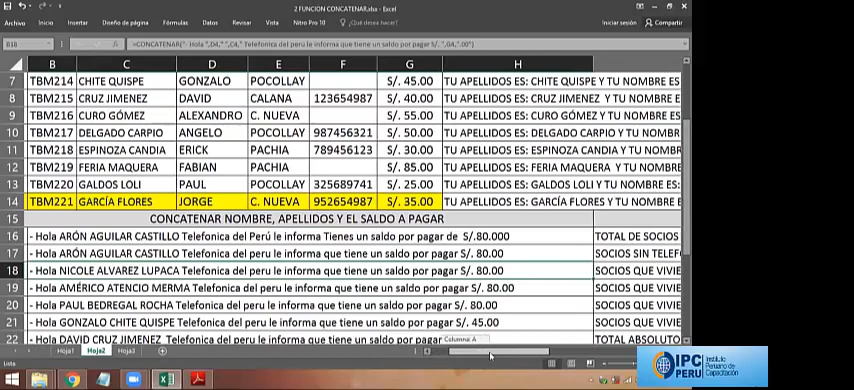 2 FUNCION CONCATENAR.xlsx - Excel
Archivo Inicio Insertar Diseño de página Fórmulas Datos Revisar Vista Nitro Pro 10 ¿Qué desea hacer? Iniciar sesión Compartir
B18 fx =CONCATENAR("- Hola ",D4," ",C4," Telefonica del peru le informa que tiene un saldo por pagar S/. ",G4,".00")
B C D E F G H
7 TBM214 CHITE QUISPE GONZALO POCOLLAY S/. 45.00 TU APELLIDOS ES: CHITE QUISPE Y TU NOMBRE ES
8 TBM215 CRUZ JIMENEZ DAVID CALANA 123654987 S/. 40.00 TU APELLIDOS ES: CRUZ JIMENEZ Y TU NOMBRE E
9 TBM216 CURO GÓMEZ ALEXANDRO C. NUEVA S/. 55.00 TU APELLIDOS ES: CURO GÓMEZ Y TU NOMBRE ES
10 TBM217 DELGADO CARPIO ANGELO POCOLLAY 987456321 S/. 50.00 TU APELLIDOS ES: DELGADO CARPIO Y TU NOMBR
11 TBM218 ESPINOZA CANDIA ERICK PACHIA 789456123 S/. 30.00 TU APELLIDOS ES: ESPINOZA CANDIA Y TU NOMBR
12 TBM219 FERIA MAQUERA FABIAN PACHIA S/. 85.00 TU APELLIDOS ES: FERIA MAQUERA Y TU NOMBRE
13 TBM220 GALDOS LOLI PAUL POCOLLAY 325689741 S/. 25.00 TU APELLIDOS ES: GALDOS LOLI Y TU NOMBRE ES:
14 TBM221 GARCÍA FLORES JORGE C. NUEVA 952654987 S/. 35.00 TU APELLIDOS ES: GARCÍA FLORES Y TU NOMBRE E
15 CONCATENAR NOMBRE, APELLIDOS Y EL SALDO A PAGAR
16 - Hola ARÓN AGUILAR CASTILLO Telefonica del Perú le informa Tienes un saldo por pagar de S/.80.000 TOTAL DE SOCIOS
17 - Hola ARÓN AGUILAR CASTILLO Telefonica del peru le informa que tiene un saldo por pagar S/. 80.00 SOCIOS SIN TELEF
18 - Hola NICOLE ALVAREZ LUPACA Telefonica del peru le informa que tiene un saldo por pagar S/. 80.00 SOCIOS QUE VIVIE
19 - Hola AMÉRICO ATENCIO MERMA Telefonica del peru le informa que tiene un saldo por pagar S/. 80.00 SOCIOS QUE VIVIE
20 - Hola PAUL BEDREGAL ROCHA Telefonica del peru le informa que tiene un saldo por pagar S/. 80.00 SOCIOS QUE VIVIE
21 - Hola GONZALO CHITE QUISPE Telefonica del peru le informa que tiene un saldo por pagar S/. 45.00 SOCIOS QUE VIVIE
22 - Hola DAVID CRUZ JIMENEZ Telefonica del peru le informa que tiene un saldo por pagar TOTAL ABSOLUTO
Columna: A
Hoja1 Hoja2 Hoja3
Listo
IPC PERU Instituto Peruano de Capacitación